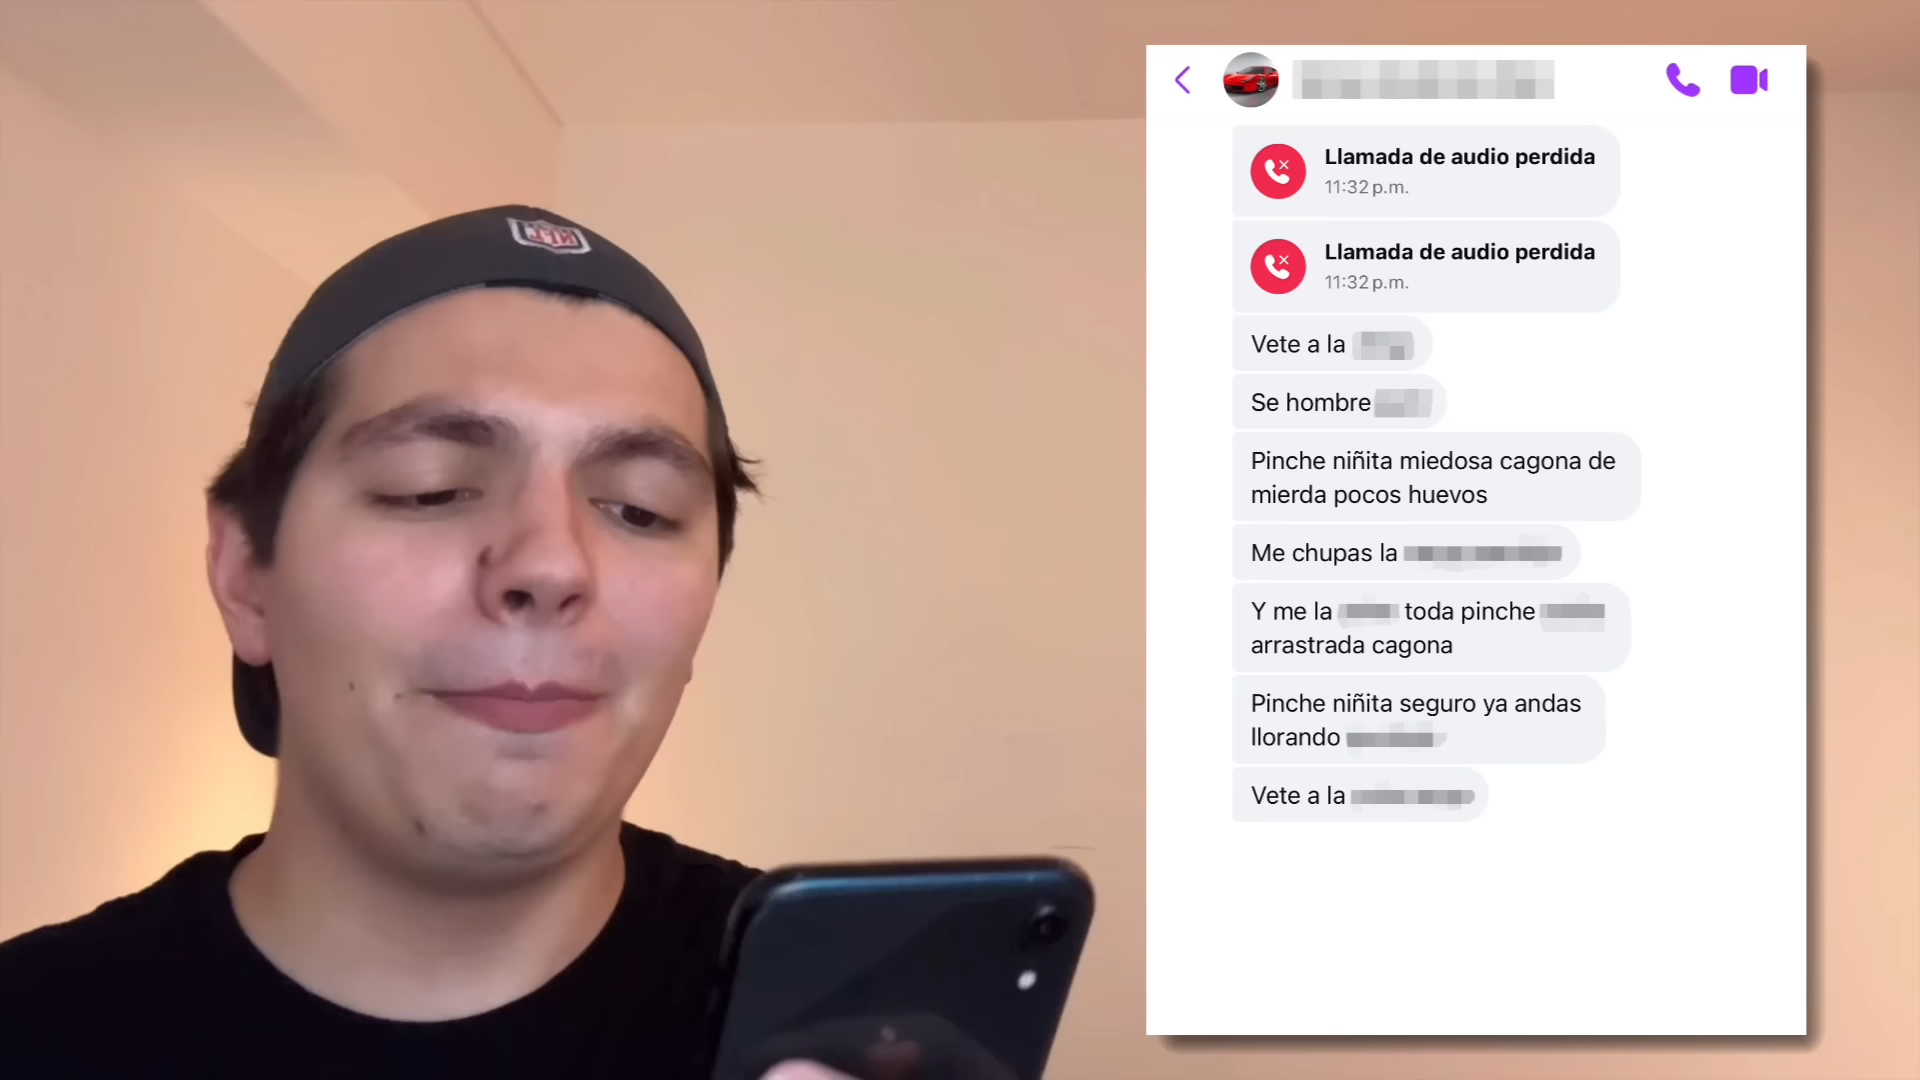 Llamada de audio perdida
11:32 p.m.
Llamada de audio perdida
11:32 p.m.
Vete a la
Se hombre
Pinche niñita miedosa cagona de
mierda pocos huevos
Me chupas la
Y me la toda pinche
arrastrada cagona
Pinche niñita seguro ya andas
llorando
Vete a la
NFL